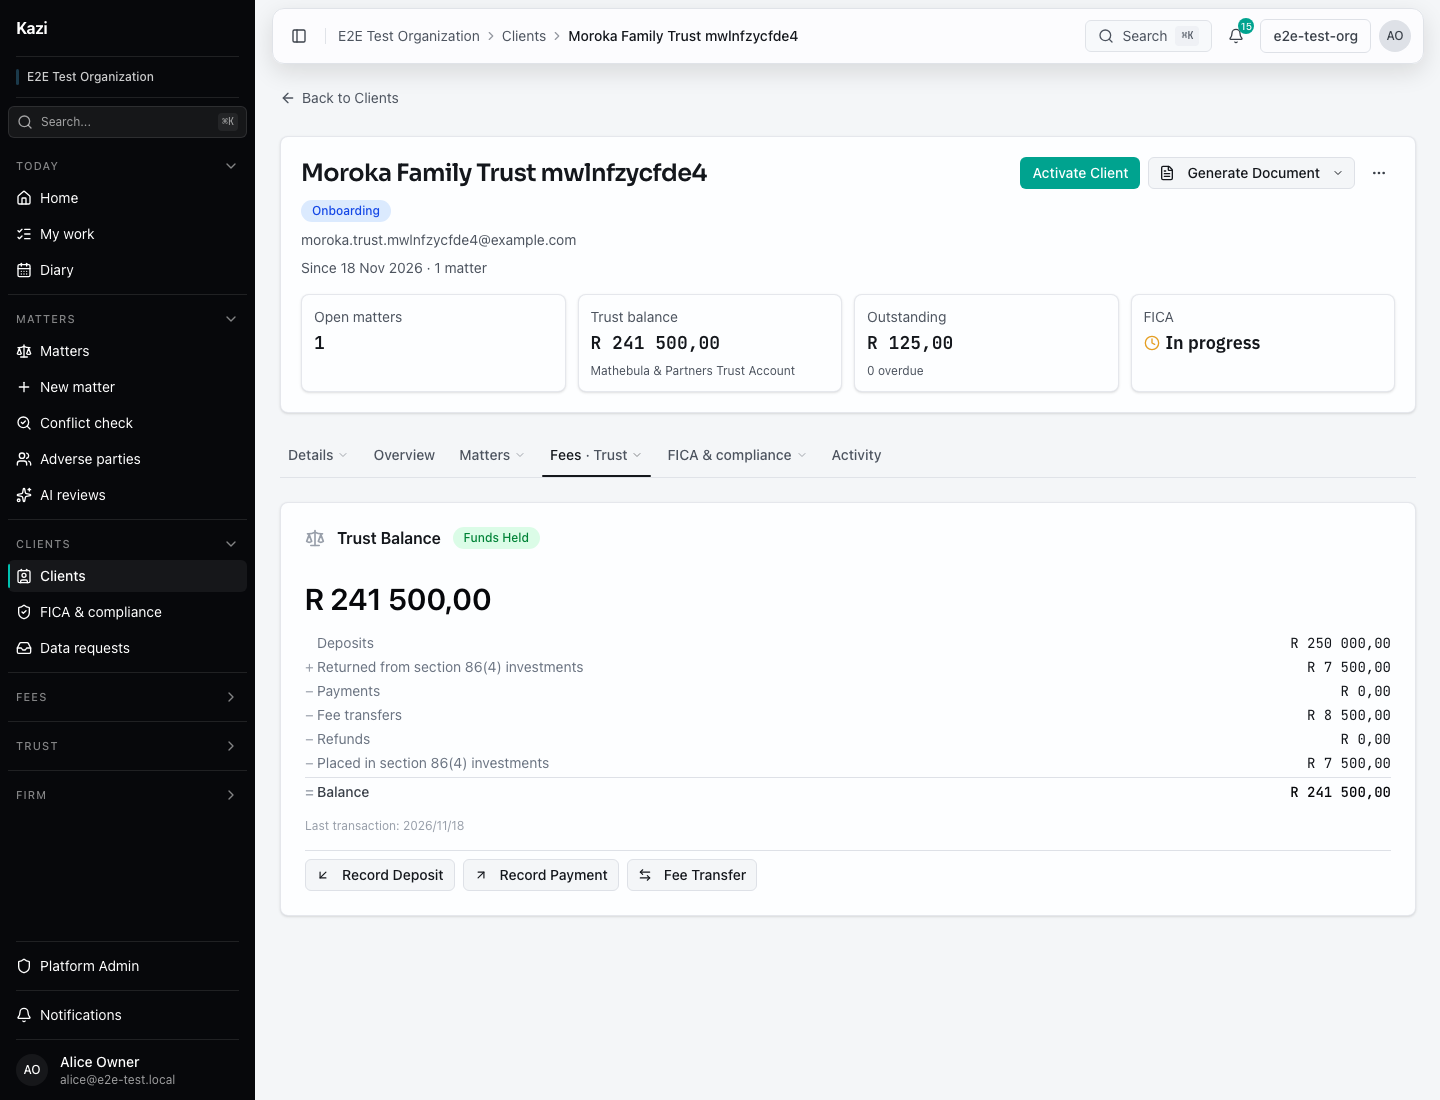 Kazi
E2E Test Organization
Search...
⌘K
TODAY
Home
My work
Diary
MATTERS
Matters
New matter
Conflict check
Adverse parties
AI reviews
CLIENTS
Clients
FICA & compliance
Data requests
FEES
TRUST
FIRM
Platform Admin
Notifications
AO
Alice Owner
alice@e2e-test.local
E2E Test Organization > Clients > Moroka Family Trust mwlnfzycfde4
Search ⌘K
15
e2e-test-org
AO
Back to Clients
Moroka Family Trust mwlnfzycfde4
Activate Client
Generate Document
Onboarding
moroka.trust.mwlnfzycfde4@example.com
Since 18 Nov 2026 · 1 matter
Open matters
1
Trust balance
R 241 500,00
Mathebula & Partners Trust Account
Outstanding
R 125,00
0 overdue
FICA
In progress
Details
Overview
Matters
Fees · Trust
FICA & compliance
Activity
Trust Balance
Funds Held
R 241 500,00
Deposits R 250 000,00
+ Returned from section 86(4) investments R 7 500,00
− Payments R 0,00
− Fee transfers R 8 500,00
− Refunds R 0,00
− Placed in section 86(4) investments R 7 500,00
= Balance R 241 500,00
Last transaction: 2026/11/18
Record Deposit
Record Payment
Fee Transfer